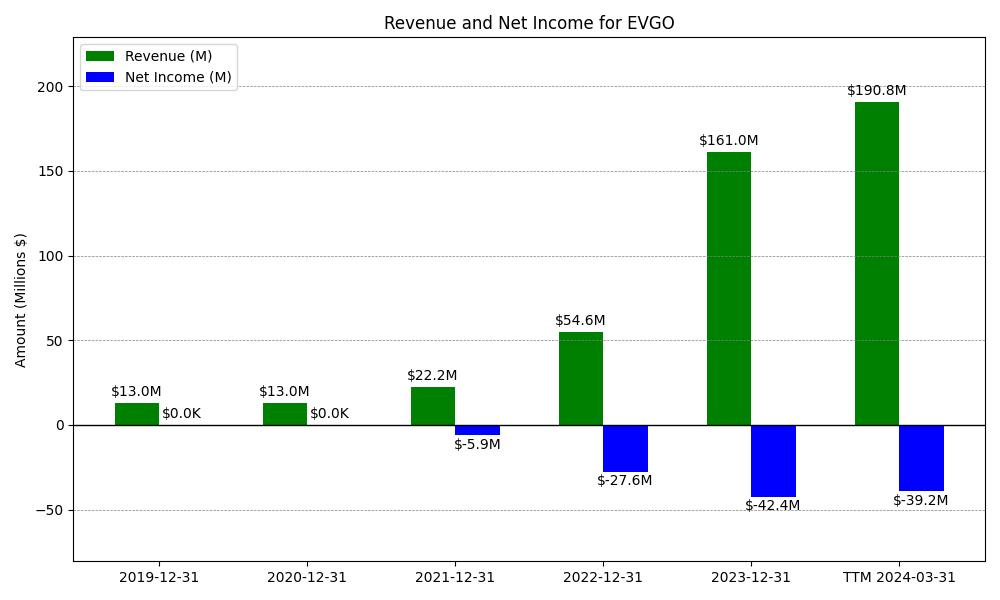 Revenue and Net Income for EVGO
Revenue (M)
Net Income (M)
Amount (Millions $)
200
150
100
50
0
−50
$13.0M
$0.0K
$13.0M
$0.0K
$22.2M
$-5.9M
$54.6M
$-27.6M
$161.0M
$-42.4M
$190.8M
$-39.2M
2019-12-31
2020-12-31
2021-12-31
2022-12-31
2023-12-31
TTM 2024-03-31